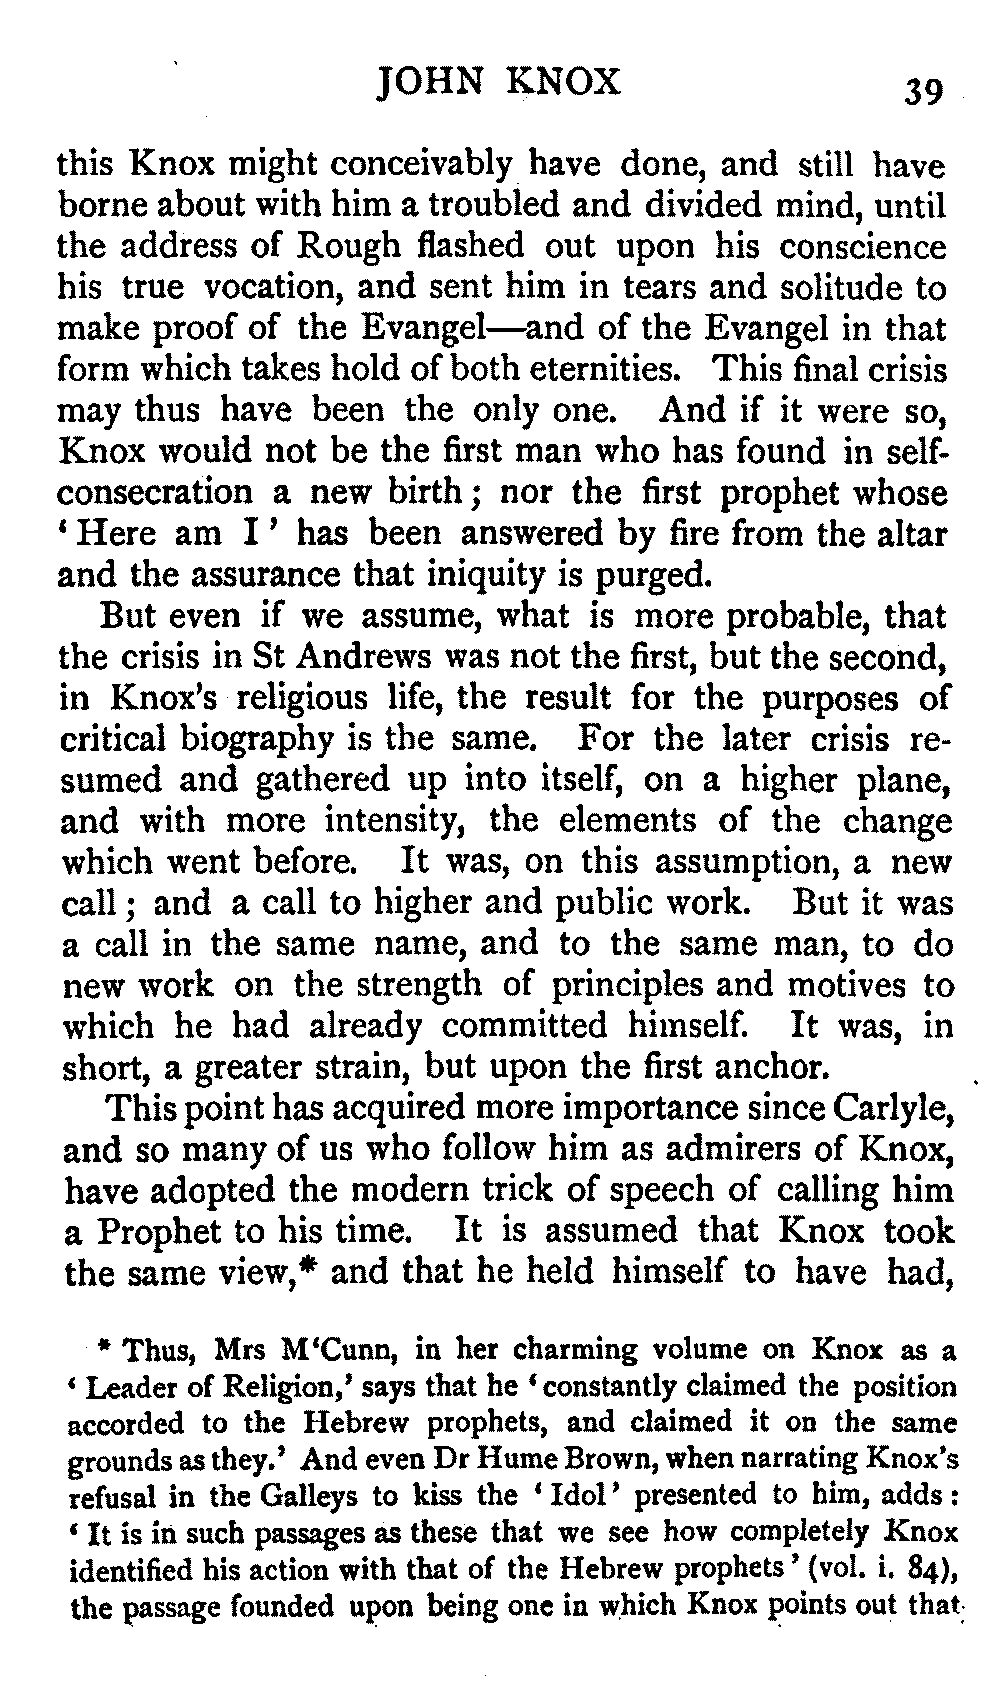 JOHN KNOX 39
this Knox might conceivably have done, and still have
borne about with him a troubled and divided mind, until
the address of Rough flashed out upon his conscience
his true vocation, and sent him in tears and solitude to
make proof of the Evangel—and of the Evangel in that
form which takes hold of both eternities. This final crisis
may thus have been the only one. And if it were so,
Knox would not be the first man who has found in self-
consecration a new birth; nor the first prophet whose
‘Here am I’ has been answered by fire from the altar
and the assurance that iniquity is purged.
But even if we assume, what is more probable, that
the crisis in St Andrews was not the first, but the second,
in Knox's religious life, the result for the purposes of
critical biography is the same. For the later crisis re-
sumed and gathered up into itself, on a higher plane,
and with more intensity, the elements of the change
which went before. It was, on this assumption, a new
call; and a call to higher and public work. But it was
a call in the same name, and to the same man, to do
new work on the strength of principles and motives to
which he had already committed himself. It was, in
short, a greater strain, but upon the first anchor.
This point has acquired more importance since Carlyle,
and so many of us who follow him as admirers of Knox,
have adopted the modern trick of speech of calling him
a Prophet to his time. It is assumed that Knox took
the same view,* and that he held himself to have had,
* Thus, Mrs M‘Cunn, in her charming volume on Knox as a
‘Leader of Religion,’ says that he ‘constantly claimed the position
accorded to the Hebrew prophets, and claimed it on the same
grounds as they.’ And even Dr Hume Brown, when narrating Knox's
refusal in the Galleys to kiss the ‘Idol’ presented to him, adds:
‘It is in such passages as these that we see how completely Knox
identified his action with that of the Hebrew prophets’ (vol. i. 84),
the passage founded upon being one in which Knox points out that